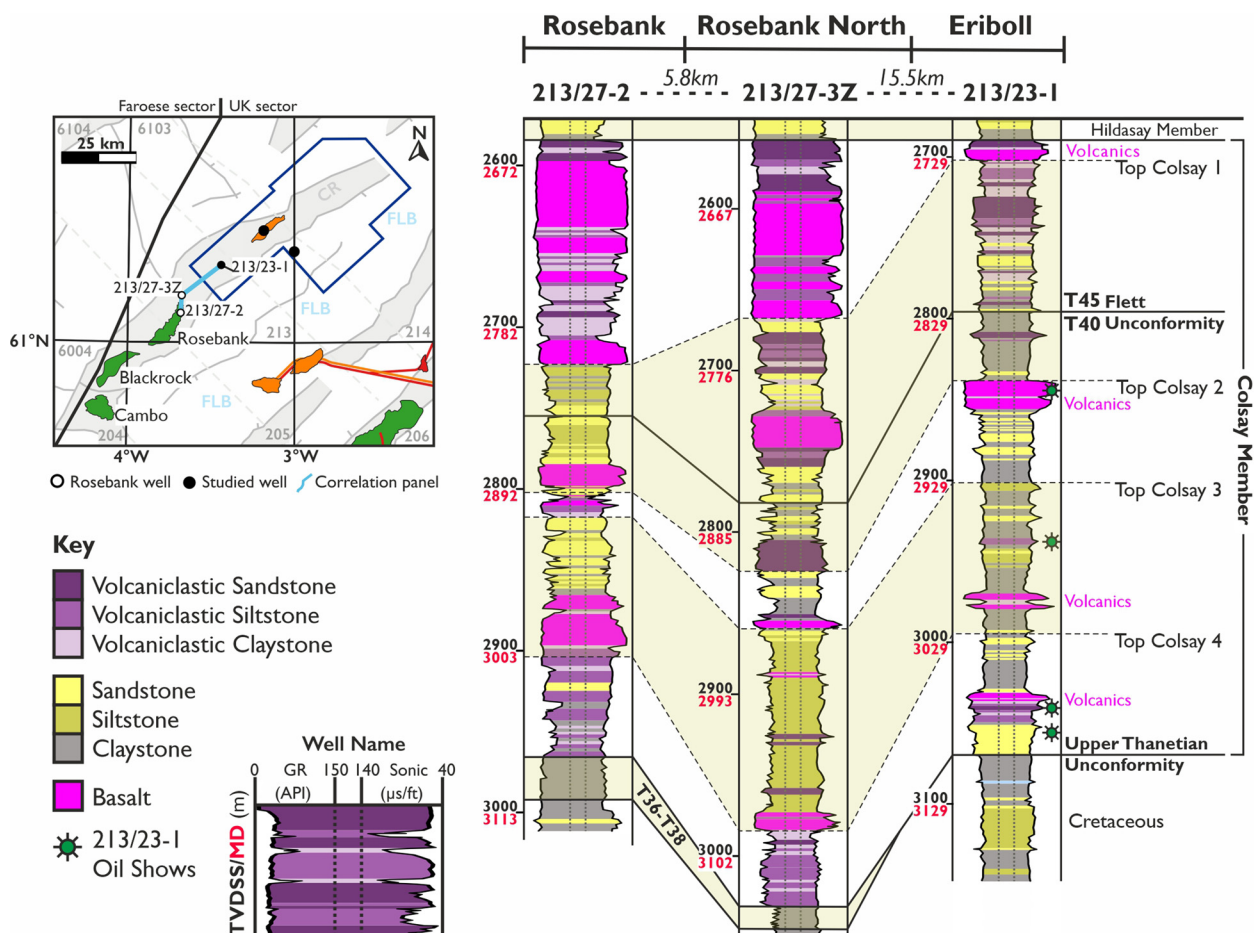 Rosebank Rosebank North Eriboll
5.8km 15.5km
213/27-2 213/27-3Z 213/23-1
Faroese sector UK sector
6104 6103
25 km
N
CR
FLB
213/23-1
213/27-3Z
213/27-2
FLB
61°N
Rosebank
213
214
6004
Blackrock
Cambo
FLB
204
205
206
4°W 3°W
Rosebank well Studied well Correlation panel
Key
Volcaniclastic Sandstone
Volcaniclastic Siltstone
Volcaniclastic Claystone
Sandstone
Siltstone
Claystone
Basalt
213/23-1
Oil Shows
Well Name
0 150 140 40
GR Sonic
(API) (µs/ft)
TVDSS/MD (m)
2600
2672
2700
2782
2800
2892
2900
3003
3000
3113
T36-T38
2600
2667
2700
2776
2800
2885
2900
2993
3000
3102
2700
2729
2800
2829
2900
2929
3000
3029
3100
3129
Hildasay Member
Volcanics
Top Colsay 1
T45 Flett
T40 Unconformity
Top Colsay 2
Volcanics
Top Colsay 3
Volcanics
Top Colsay 4
Volcanics
Upper Thanetian
Unconformity
Cretaceous
Colsay Member